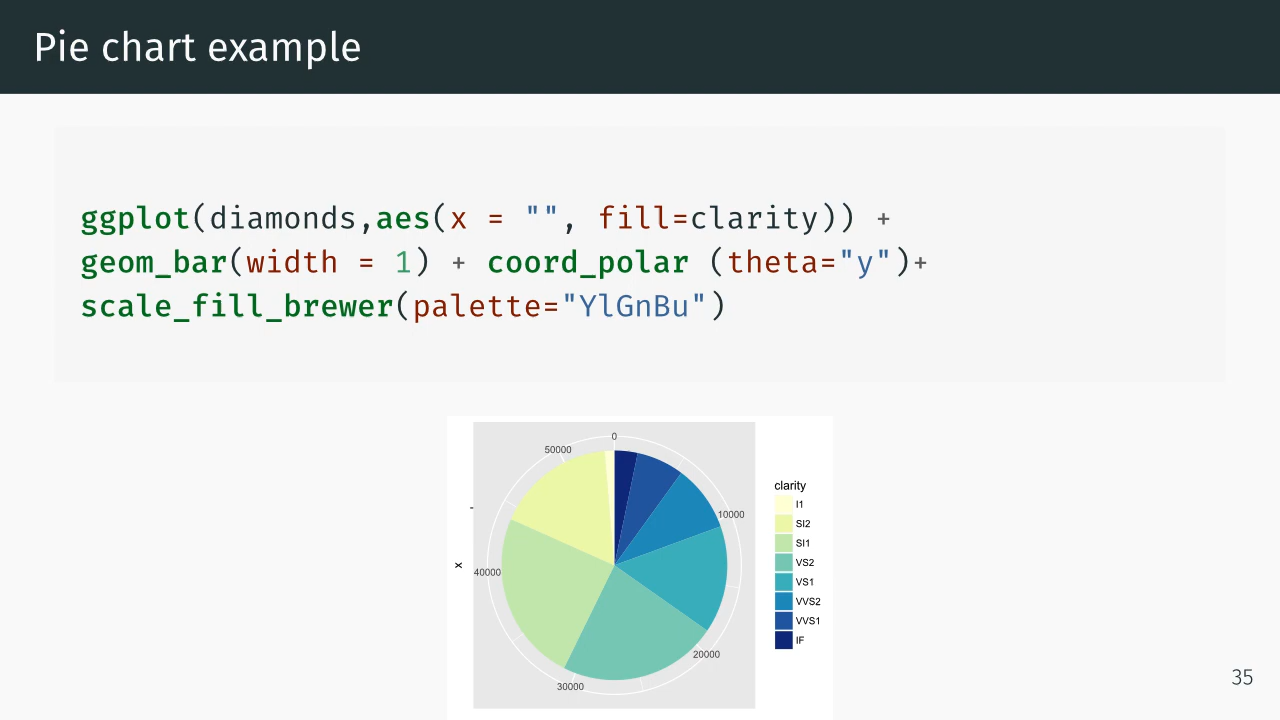 Pie chart example
ggplot(diamonds,aes(x = "", fill=clarity)) +
geom_bar(width = 1) + coord_polar (theta="y")+
scale_fill_brewer(palette="YlGnBu")
0
50000
10000
40000
20000
30000
x
clarity
I1
SI2
SI1
VS2
VS1
VVS2
VVS1
IF
35